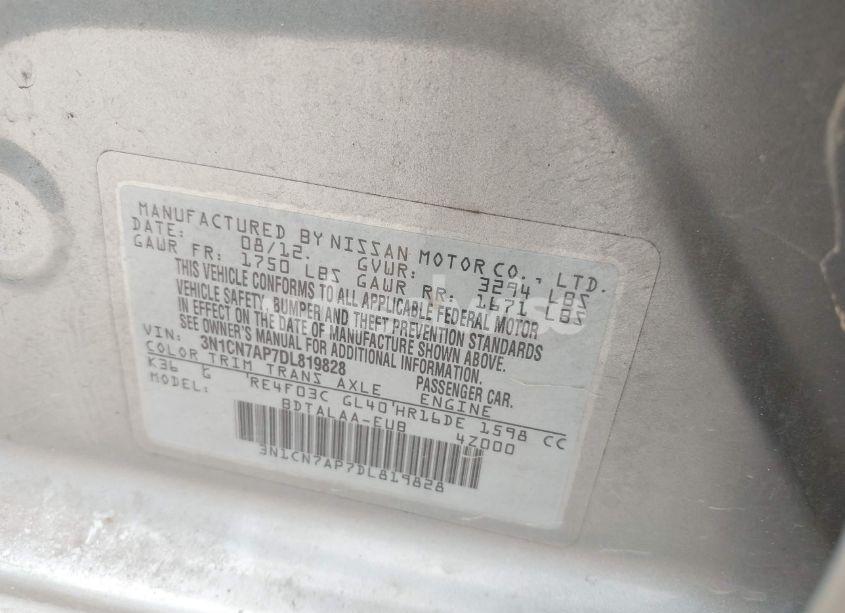 MANUFACTURED BY NISSAN MOTOR CO., LTD.
DATE: 08/12. GVWR: 3294 LBS
GAWR FR: 1750 LBS GAWR RR: 1671 LBS
THIS VEHICLE CONFORMS TO ALL APPLICABLE FEDERAL MOTOR
VEHICLE SAFETY, BUMPER AND THEFT PREVENTION STANDARDS
IN EFFECT ON THE DATE OF MANUFACTURE SHOWN ABOVE.
SEE OWNER'S MANUAL FOR ADDITIONAL INFORMATION.
VIN: 3N1CN7AP7DL819828 PASSENGER CAR.
COLOR TRIM TRANS AXLE ENGINE
K36 G RE4F03C GL40 HR16DE 1598 CC
MODEL: BDTALAA-EUB 4Z000
3N1CN7AP7DL819828